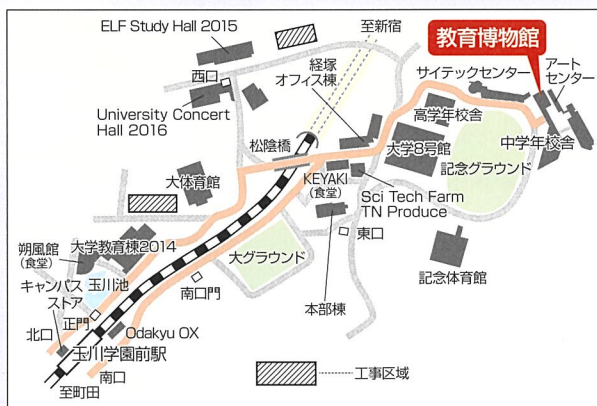 ELF Study Hall 2015
至新宿
教育博物館
西口
経塚
オフィス棟
サイテックセンター
アート
センター
University Concert
Hall 2016
高学年校舎
中学年校舎
松陰橋
大学8号館
記念グラウンド
大体育館
KEYAKI
(食堂)
Sci Tech Farm
TN Produce
東口
朔風館
(食堂)
大学教育棟2014
大グラウンド
記念体育館
キャンパス
ストア
玉川池
南口門
本部棟
正門
北口
Odakyu OX
玉川学園前駅
南口
工事区域
至町田